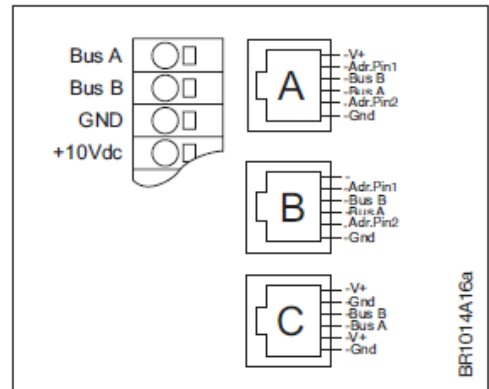 Bus A
Bus B
GND
+10Vdc
A
-V+
-Adr.Pin1
-Bus B
-Bus A
-Adr.Pin2
-Gnd
B
-
-Adr.Pin1
-Bus B
-Bus A
-Adr.Pin2
-Gnd
C
-V+
-Gnd
-Bus B
-Bus A
-V+
-Gnd
BR1014A16a